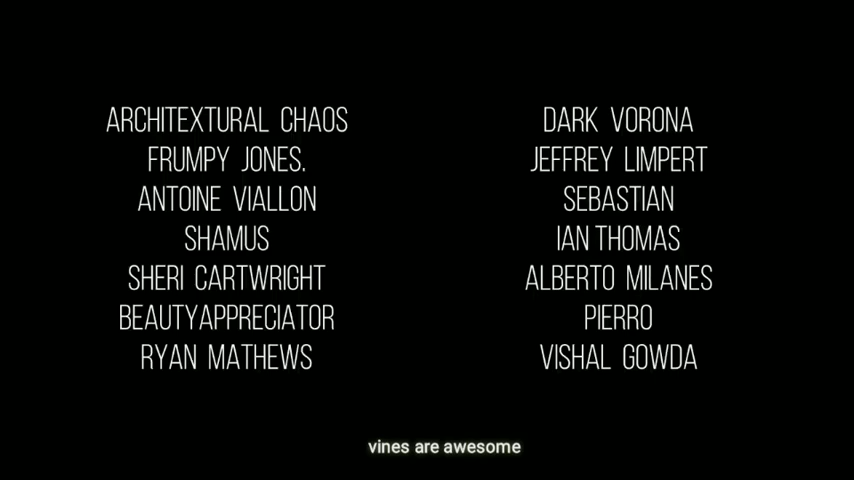 ARCHITEXTURAL CHAOS
FRUMPY JONES.
ANTOINE VIALLON
SHAMUS
SHERI CARTWRIGHT
BEAUTYAPPRECIATOR
RYAN MATHEWS
DARK VORONA
JEFFREY LIMPERT
SEBASTIAN
IAN THOMAS
ALBERTO MILANES
PIERRO
VISHAL GOWDA
vines are awesome